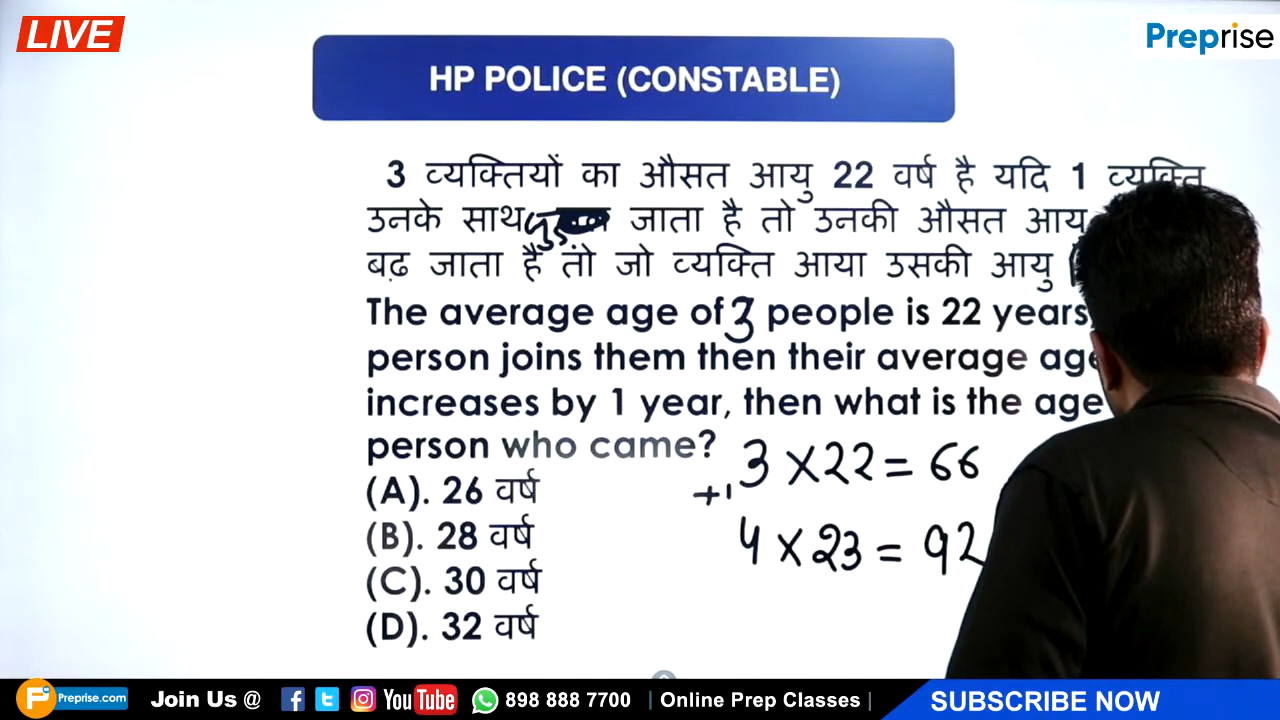 LIVE
Preprise
HP POLICE (CONSTABLE)
3 व्यक्तियों का औसत आयु 22 वर्ष है यदि 1 व्यक्ति
उनके साथ जुड़ जाता है तो उनकी औसत आयु
बढ़ जाता है तो जो व्यक्ति आया उसकी आयु
The average age of 3 people is 22 years,
person joins them then their average age
increases by 1 year, then what is the age
person who came?
3 × 22 = 66
(A). 26 वर्ष
+1
(B). 28 वर्ष
4 × 23 = 92
(C). 30 वर्ष
(D). 32 वर्ष
Preprise.com Join Us @ YouTube 898 888 7700 | Online Prep Classes | SUBSCRIBE NOW